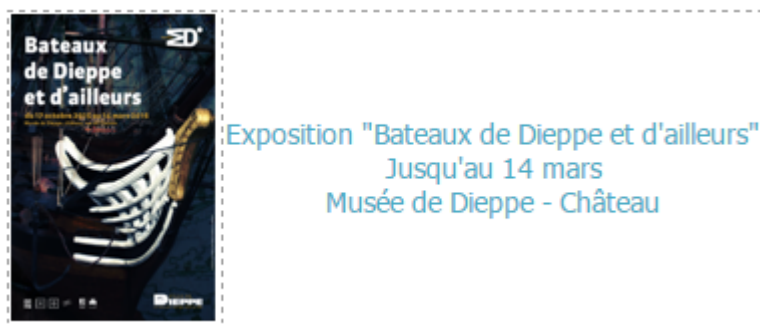 Bateaux
de Dieppe
et d'ailleurs
DIEPPE
Exposition "Bateaux de Dieppe et d'ailleurs"
Jusqu'au 14 mars
Musée de Dieppe - Château